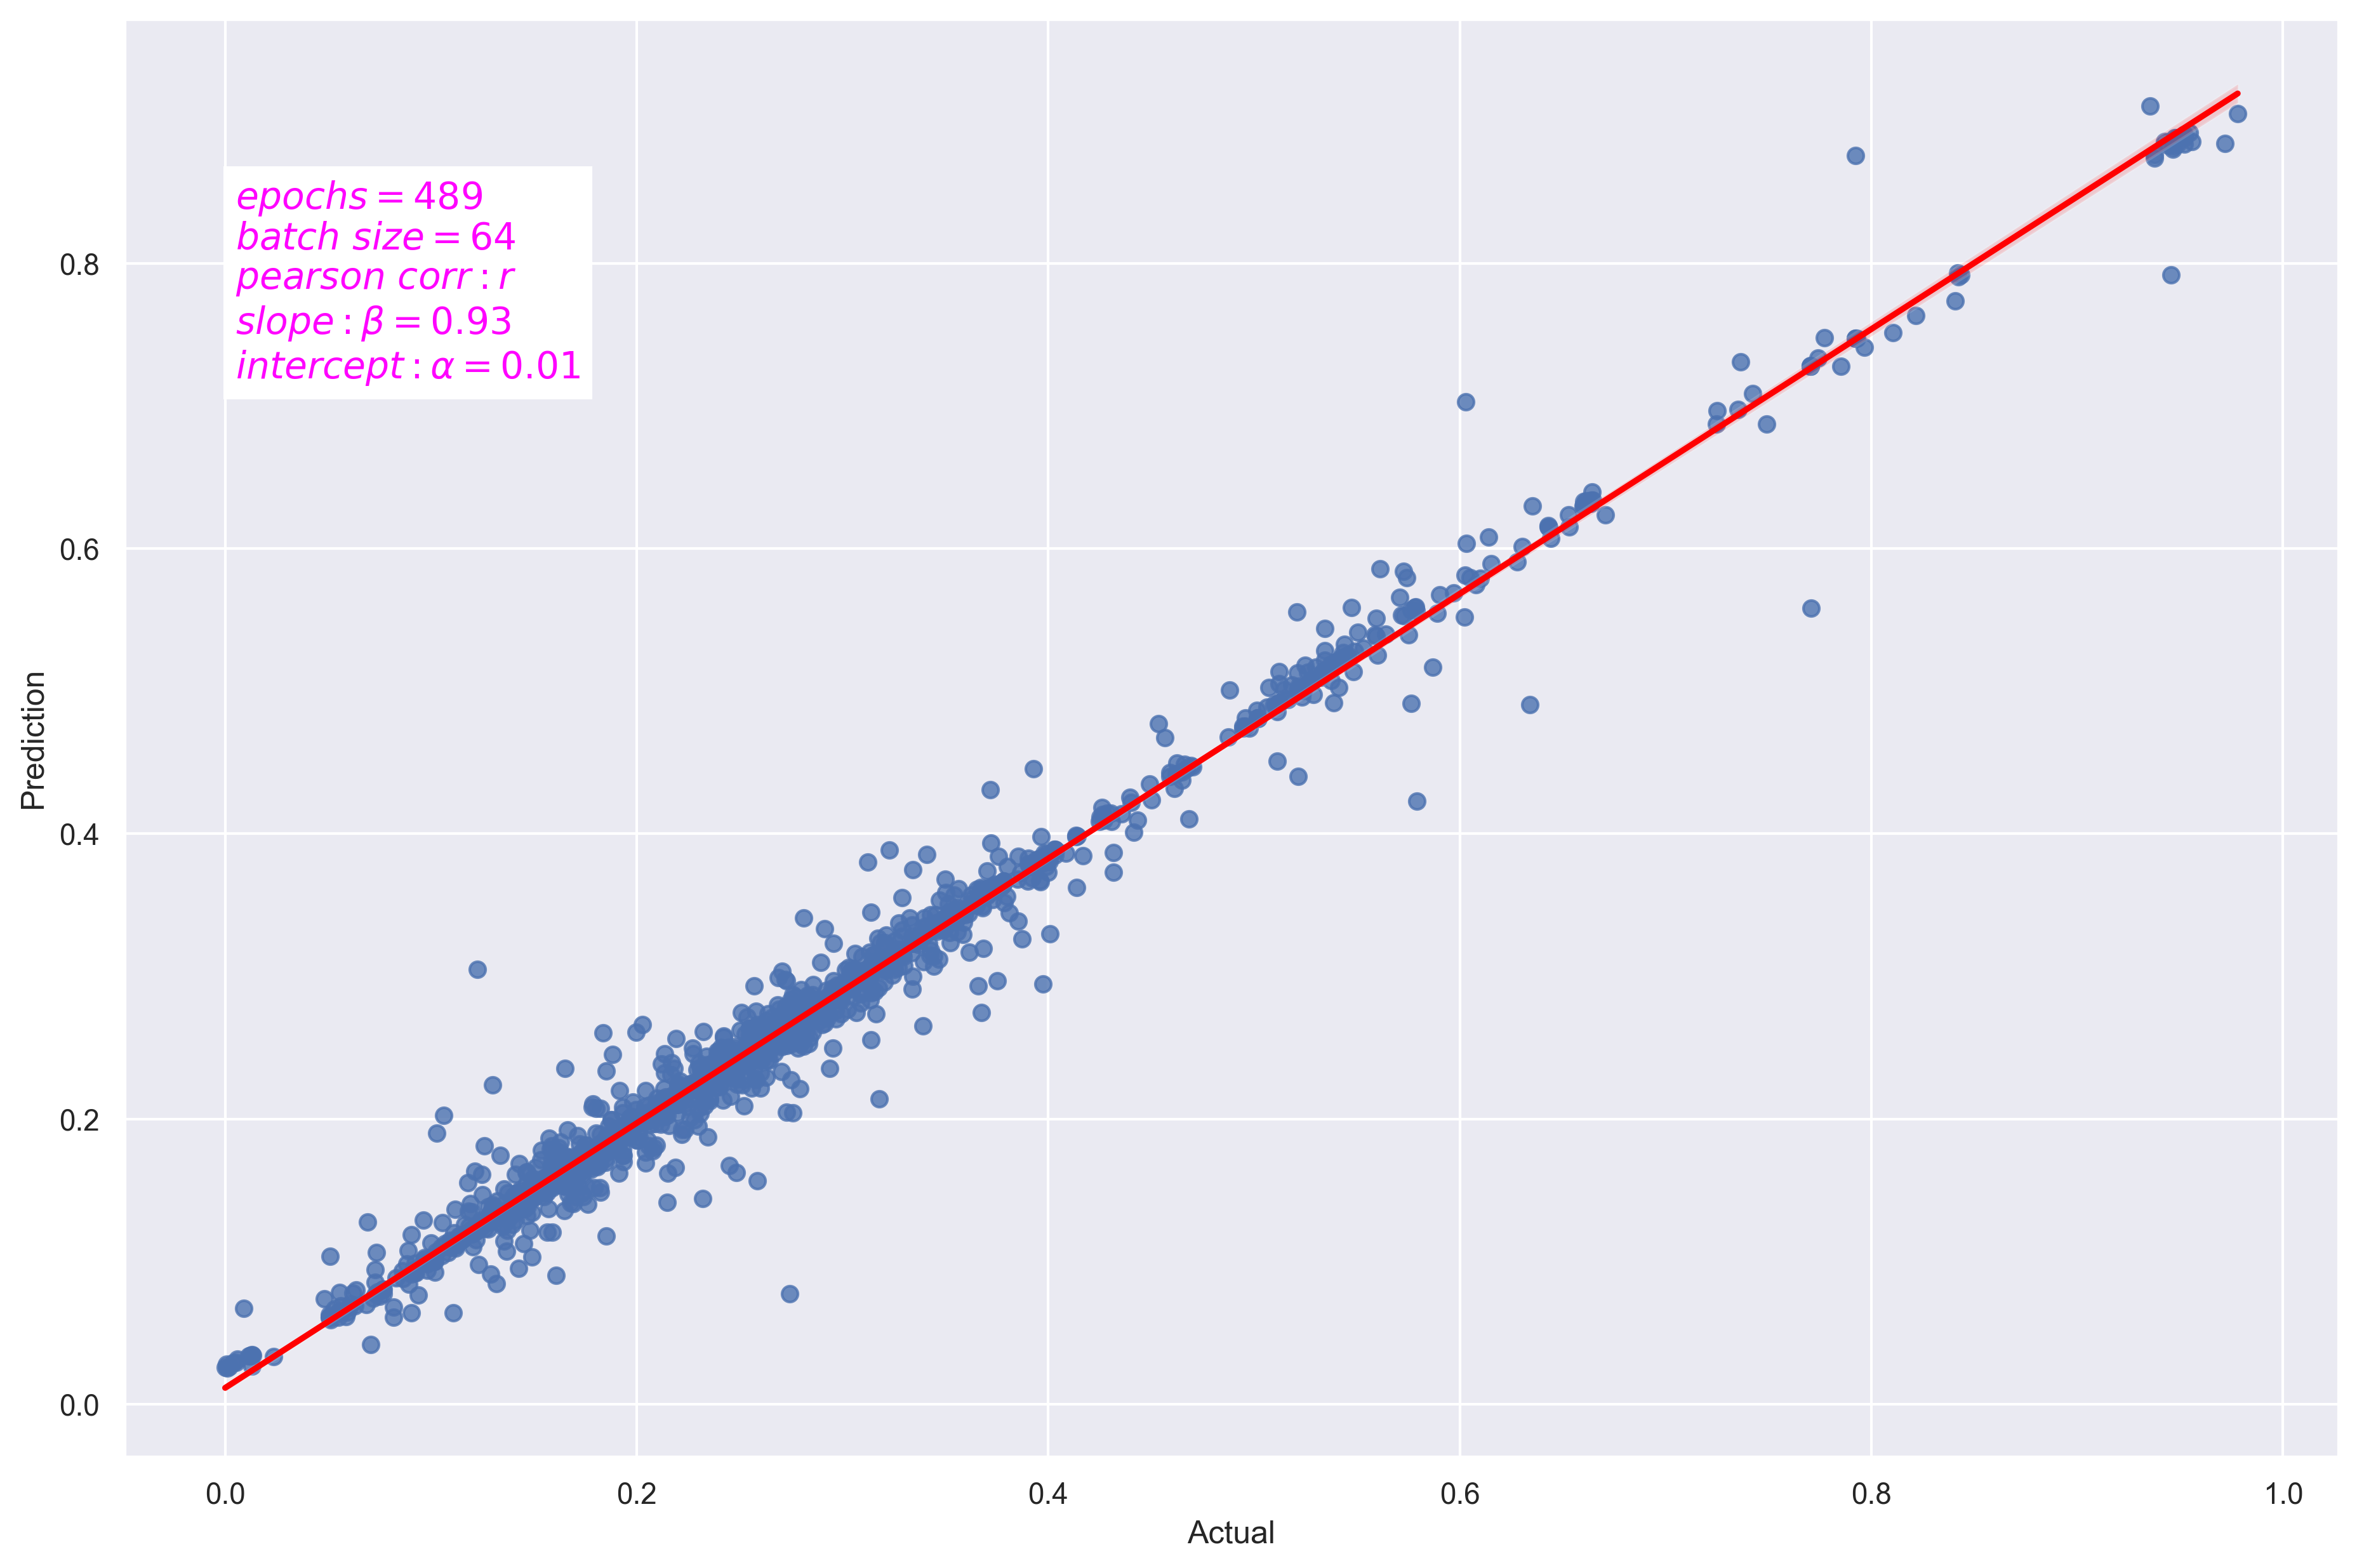 epochs = 489
batch size = 64
pearson corr : r
slope : β = 0.93
intercept : α = 0.01
0.8
0.6
0.4
0.2
0.0
Prediction
0.0 0.2 0.4 0.6 0.8 1.0
Actual